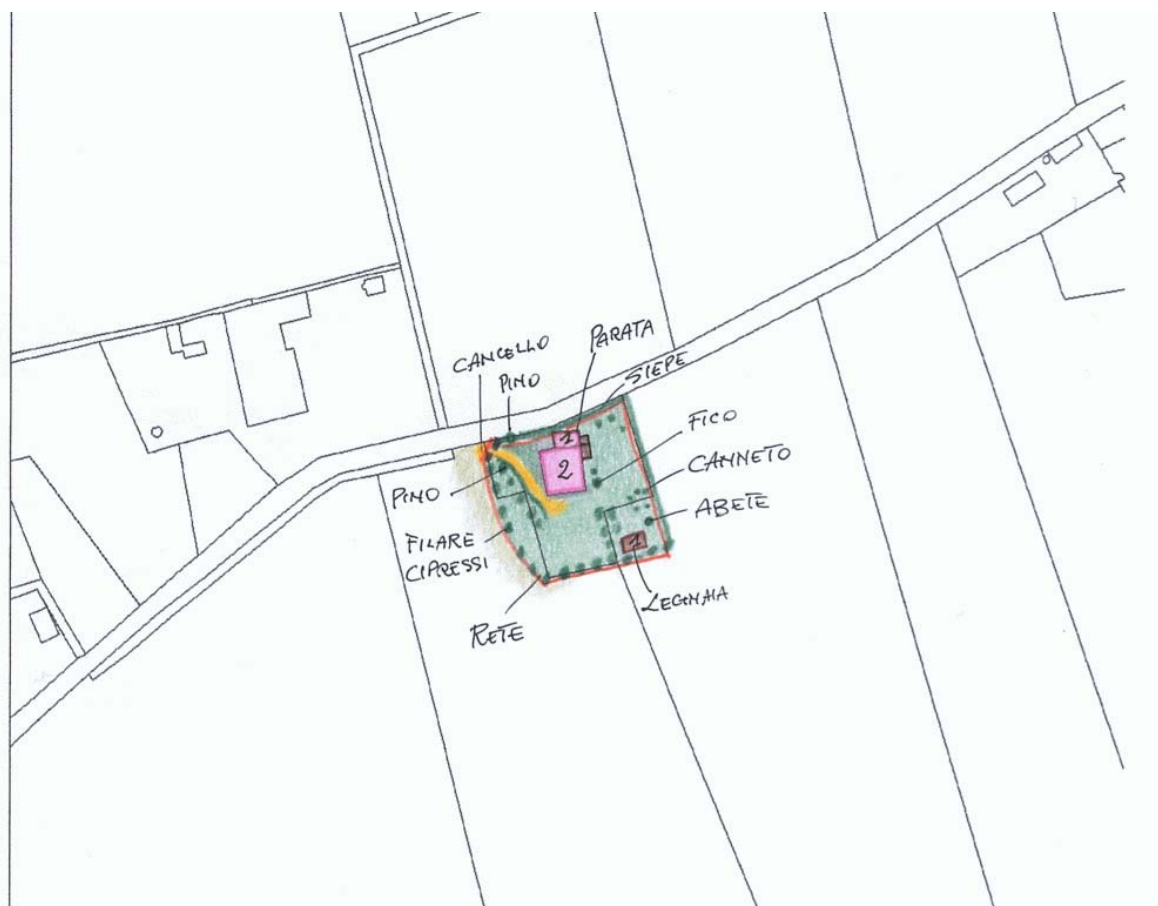 PARATA
CANCELLO
PINO
SIEPE
FICO
1
2
CANNETO
PINO
ABETE
FILARE
CIPRESSI
1
LEGNAIA
RETE